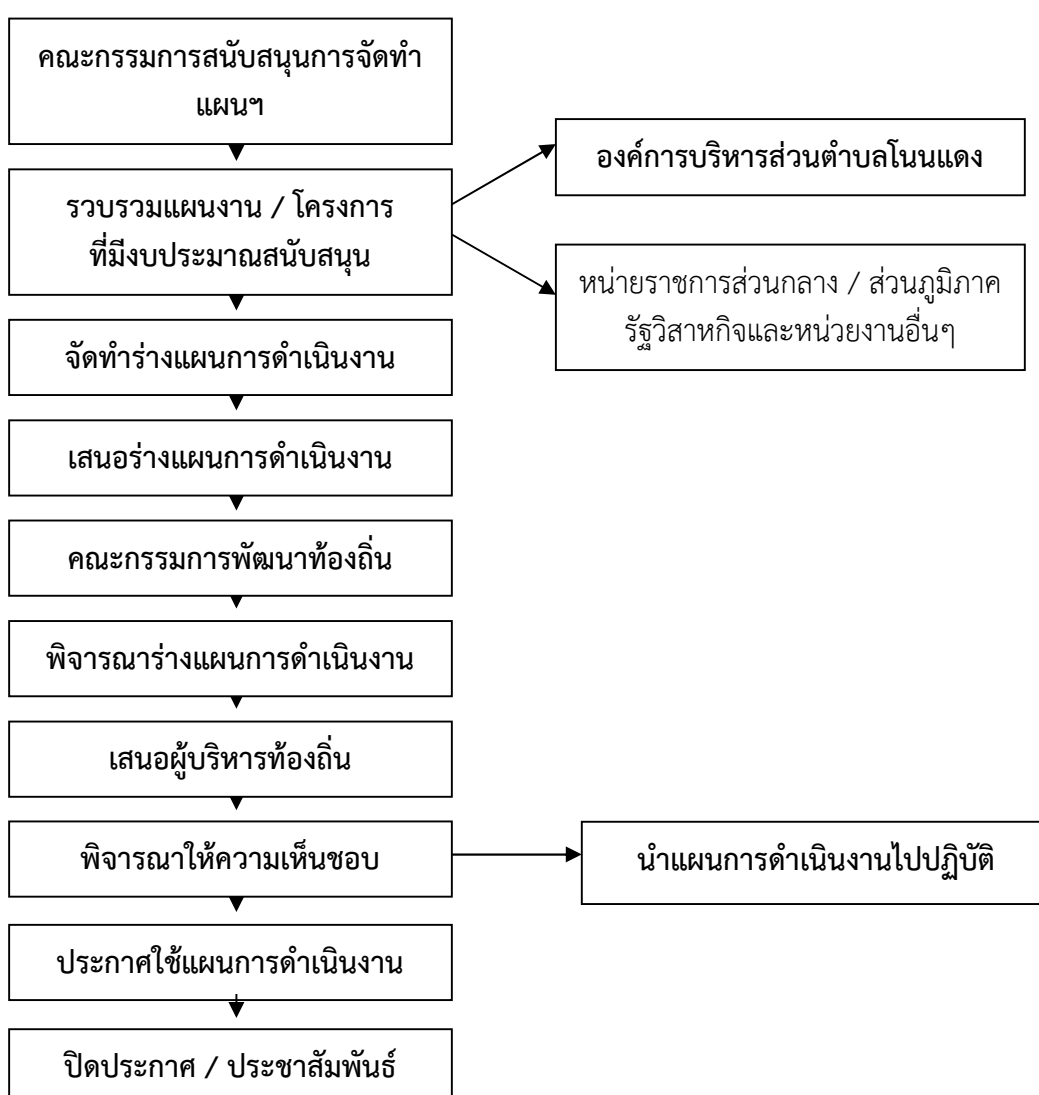 คณะกรรมการสนับสนุนการจัดทำ
แผนฯ
องค์การบริหารส่วนตำบลโนนแดง
รวบรวมแผนงาน / โครงการ
ที่มีงบประมาณสนับสนุน
หน่ายราชการส่วนกลาง / ส่วนภูมิภาค
รัฐวิสาหกิจและหน่วยงานอื่นๆ
จัดทำร่างแผนการดำเนินงาน
เสนอร่างแผนการดำเนินงาน
คณะกรรมการพัฒนาท้องถิ่น
พิจารณาร่างแผนการดำเนินงาน
เสนอผู้บริหารท้องถิ่น
พิจารณาให้ความเห็นชอบ
นำแผนการดำเนินงานไปปฏิบัติ
ประกาศใช้แผนการดำเนินงาน
ปิดประกาศ / ประชาสัมพันธ์